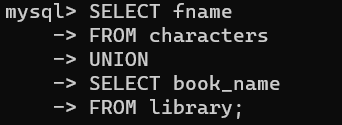 mysql> SELECT fname
    -> FROM characters
    -> UNION
    -> SELECT book_name
    -> FROM library;